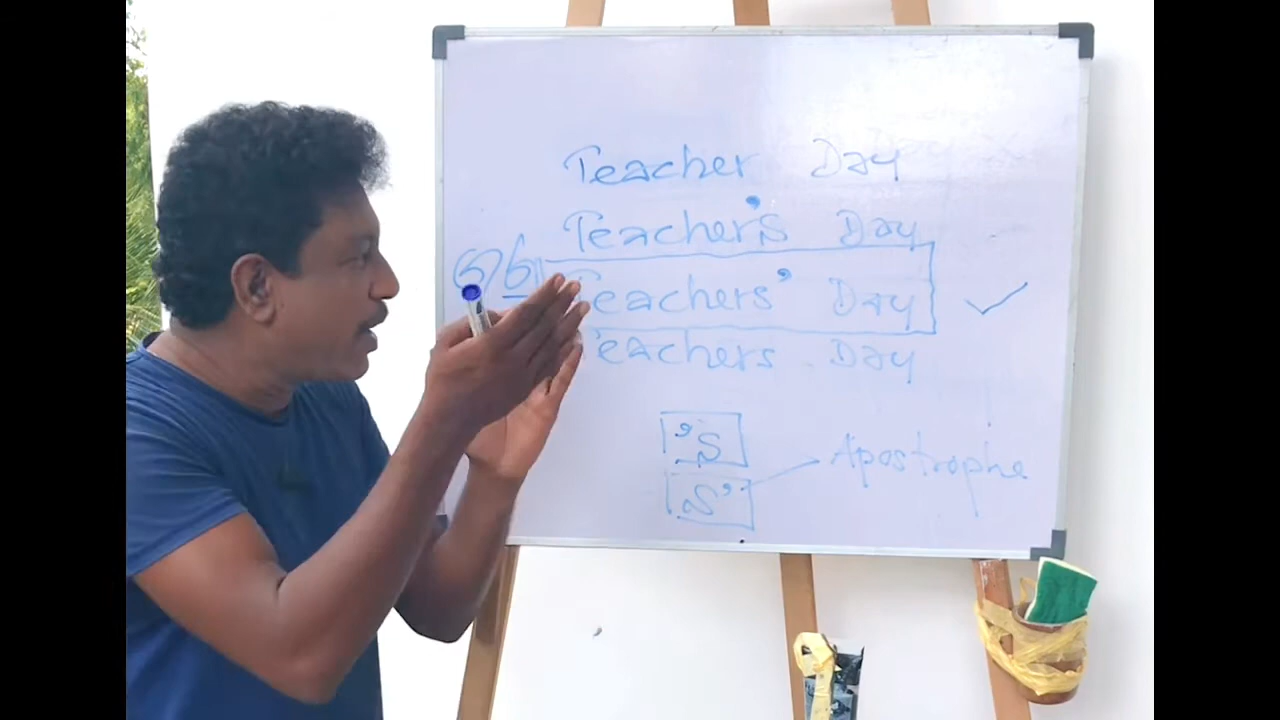 Teacher Day
Teacher's Day
Teachers' Day
Teachers Day
's
s' Apostrophe